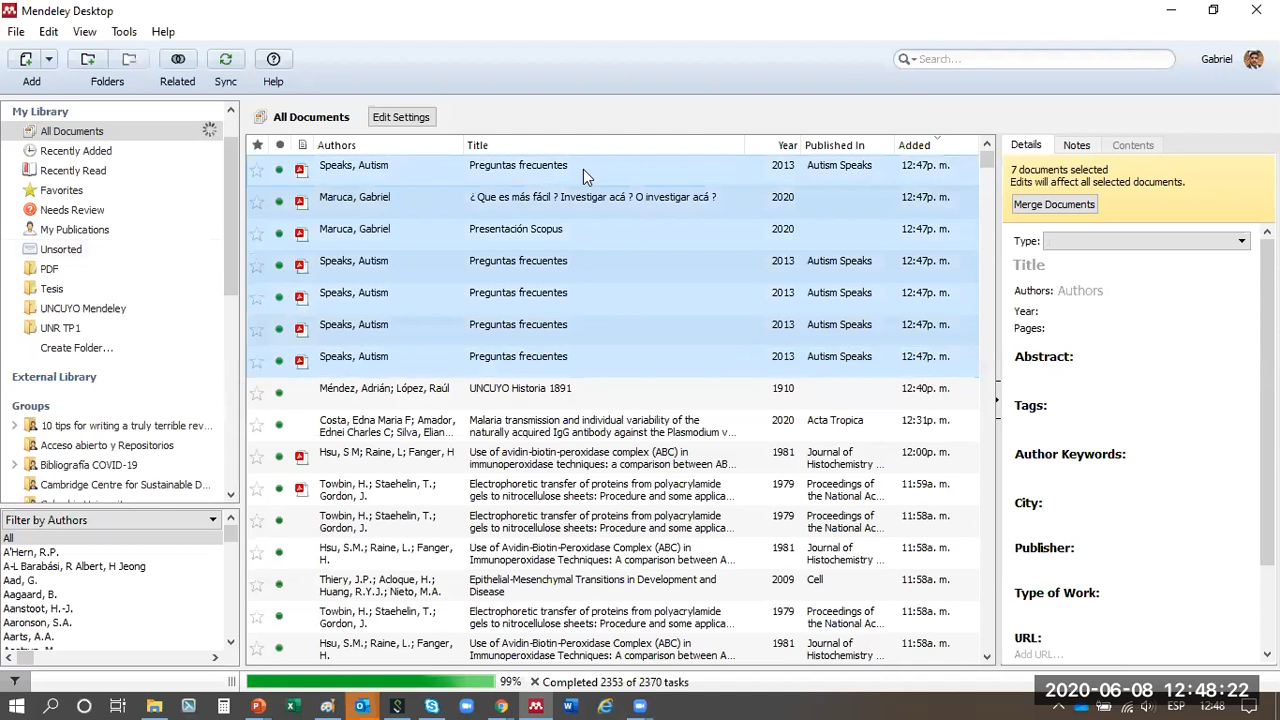 Mendeley Desktop
File Edit View Tools Help
Add Folders Related Sync Help
Search...
Gabriel
My Library
All Documents
Recently Added
Recently Read
Favorites
Needs Review
My Publications
Unsorted
PDF
Tesis
UNCUYO Mendeley
UNR TP1
Create Folder...
External Library
Groups
10 tips for writing a truly terrible rev...
Acceso abierto y Repositorios
Bibliografía COVID-19
Cambridge Centre for Sustainable D...
Filter by Authors
All
A'Hern, R.P.
A-L Barabási, R Albert, H Jeong
Aad, G.
Aagaard, B.
Aanstoot, H.-J.
Aaronson, S.A.
Aarts, A.A.
All Documents Edit Settings
Authors Title Year Published In Added
Speaks, Autism Preguntas frecuentes 2013 Autism Speaks 12:47p. m.
Maruca, Gabriel ¿ Que es más fácil ? Investigar acá ? O investigar acá ? 2020 12:47p. m.
Maruca, Gabriel Presentación Scopus 2020 12:47p. m.
Speaks, Autism Preguntas frecuentes 2013 Autism Speaks 12:47p. m.
Speaks, Autism Preguntas frecuentes 2013 Autism Speaks 12:47p. m.
Speaks, Autism Preguntas frecuentes 2013 Autism Speaks 12:47p. m.
Speaks, Autism Preguntas frecuentes 2013 Autism Speaks 12:47p. m.
Méndez, Adrián; López, Raúl UNCUYO Historia 1891 1910 12:40p. m.
Costa, Edna Maria F; Amador, Malaria transmission and individual variability of the 2020 Acta Tropica 12:31p. m.
Ednei Charles C; Silva, Elian... naturally acquired IgG antibody against the Plasmodium v...
Hsu, S M; Raine, L; Fanger, H Use of avidin-biotin-peroxidase complex (ABC) in 1981 Journal of 12:00p. m.
immunoperoxidase techniques: a comparison between AB... Histochemistry ...
Towbin, H.; Staehelin, T.; Electrophoretic transfer of proteins from polyacrylamide 1979 Proceedings of 11:59a. m.
Gordon, J. gels to nitrocellulose sheets: Procedure and some applica... the National Ac...
Towbin, H.; Staehelin, T.; Electrophoretic transfer of proteins from polyacrylamide 1979 Proceedings of 11:58a. m.
Gordon, J. gels to nitrocellulose sheets: Procedure and some applica... the National Ac...
Hsu, S.M.; Raine, L.; Fanger, Use of Avidin-Biotin-Peroxidase Complex (ABC) in 1981 Journal of 11:58a. m.
H. Immunoperoxidase Techniques: A comparison between A... Histochemistry ...
Thiery, J.P.; Acloque, H.; Epithelial-Mesenchymal Transitions in Development and 2009 Cell 11:58a. m.
Huang, R.Y.J.; Nieto, M.A. Disease
Towbin, H.; Staehelin, T.; Electrophoretic transfer of proteins from polyacrylamide 1979 Proceedings of 11:58a. m.
Gordon, J. gels to nitrocellulose sheets: Procedure and some applica... the National Ac...
Hsu, S.M.; Raine, L.; Fanger, Use of Avidin-Biotin-Peroxidase Complex (ABC) in 1981 Journal of 11:58a. m.
H. Immunoperoxidase Techniques: A comparison between A... Histochemistry ...
Details Notes Contents
7 documents selected
Edits will affect all selected documents.
Merge Documents
Type:
Title
Authors: Authors
Year:
Pages:
Abstract:
Tags:
Author Keywords:
City:
Publisher:
Type of Work:
URL:
Add URL...
99% Completed 2353 of 2370 tasks
2020-06-08 12:48:22
ESP 12:48